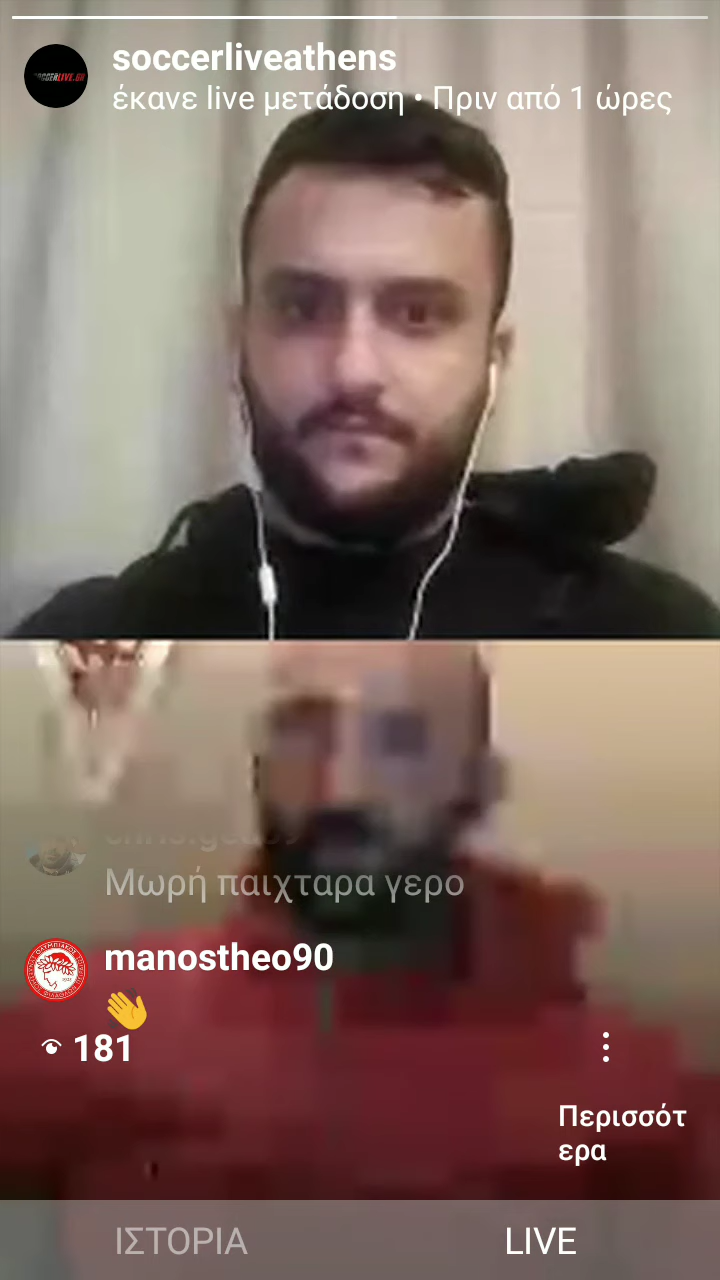 soccerliveathens
έκανε live μετάδοση • Πριν από 1 ώρες
Μωρή παιχταρα γερο
manostheo90
👋
181
Περισσότ
ερα
ΙΣΤΟΡΙΑ
LIVE